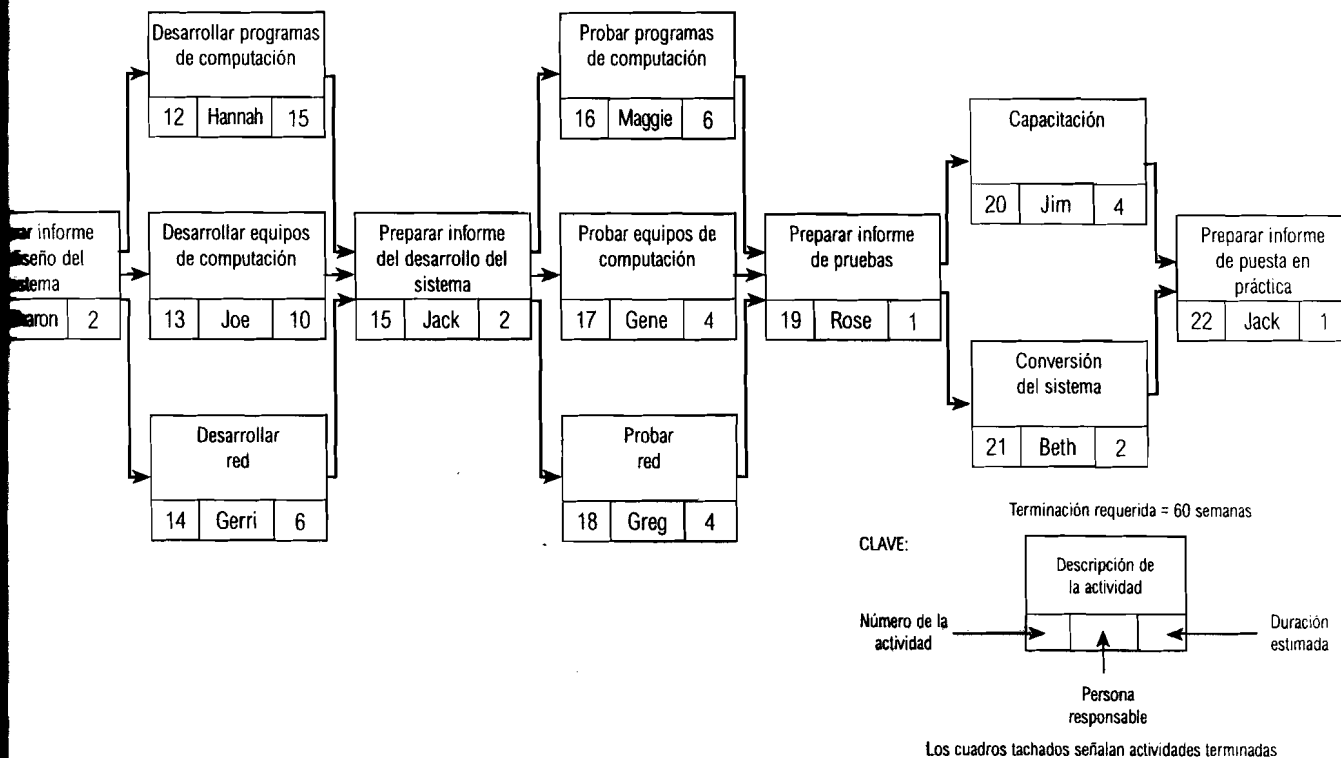 informe
del
2
Desarrollar programas
de computación
12 Hannah 15
Desarrollar equipos
de computación
13 Joe 10
Desarrollar
red
14 Gerri 6
Preparar informe
del desarrollo del
sistema
15 Jack 2
Probar programas
de computación
16 Maggie 6
Probar equipos de
computación
17 Gene 4
Probar
red
18 Greg 4
Preparar informe
de pruebas
19 Rose 1
Capacitación
20 Jim 4
Conversión
del sistema
21 Beth 2
Preparar informe
de puesta en
práctica
22 Jack 1
Terminación requerida = 60 semanas
CLAVE:
Descripción de
la actividad
Número de la
actividad
Duración
estimada
Persona
responsable
Los cuadros tachados señalan actividades terminadas